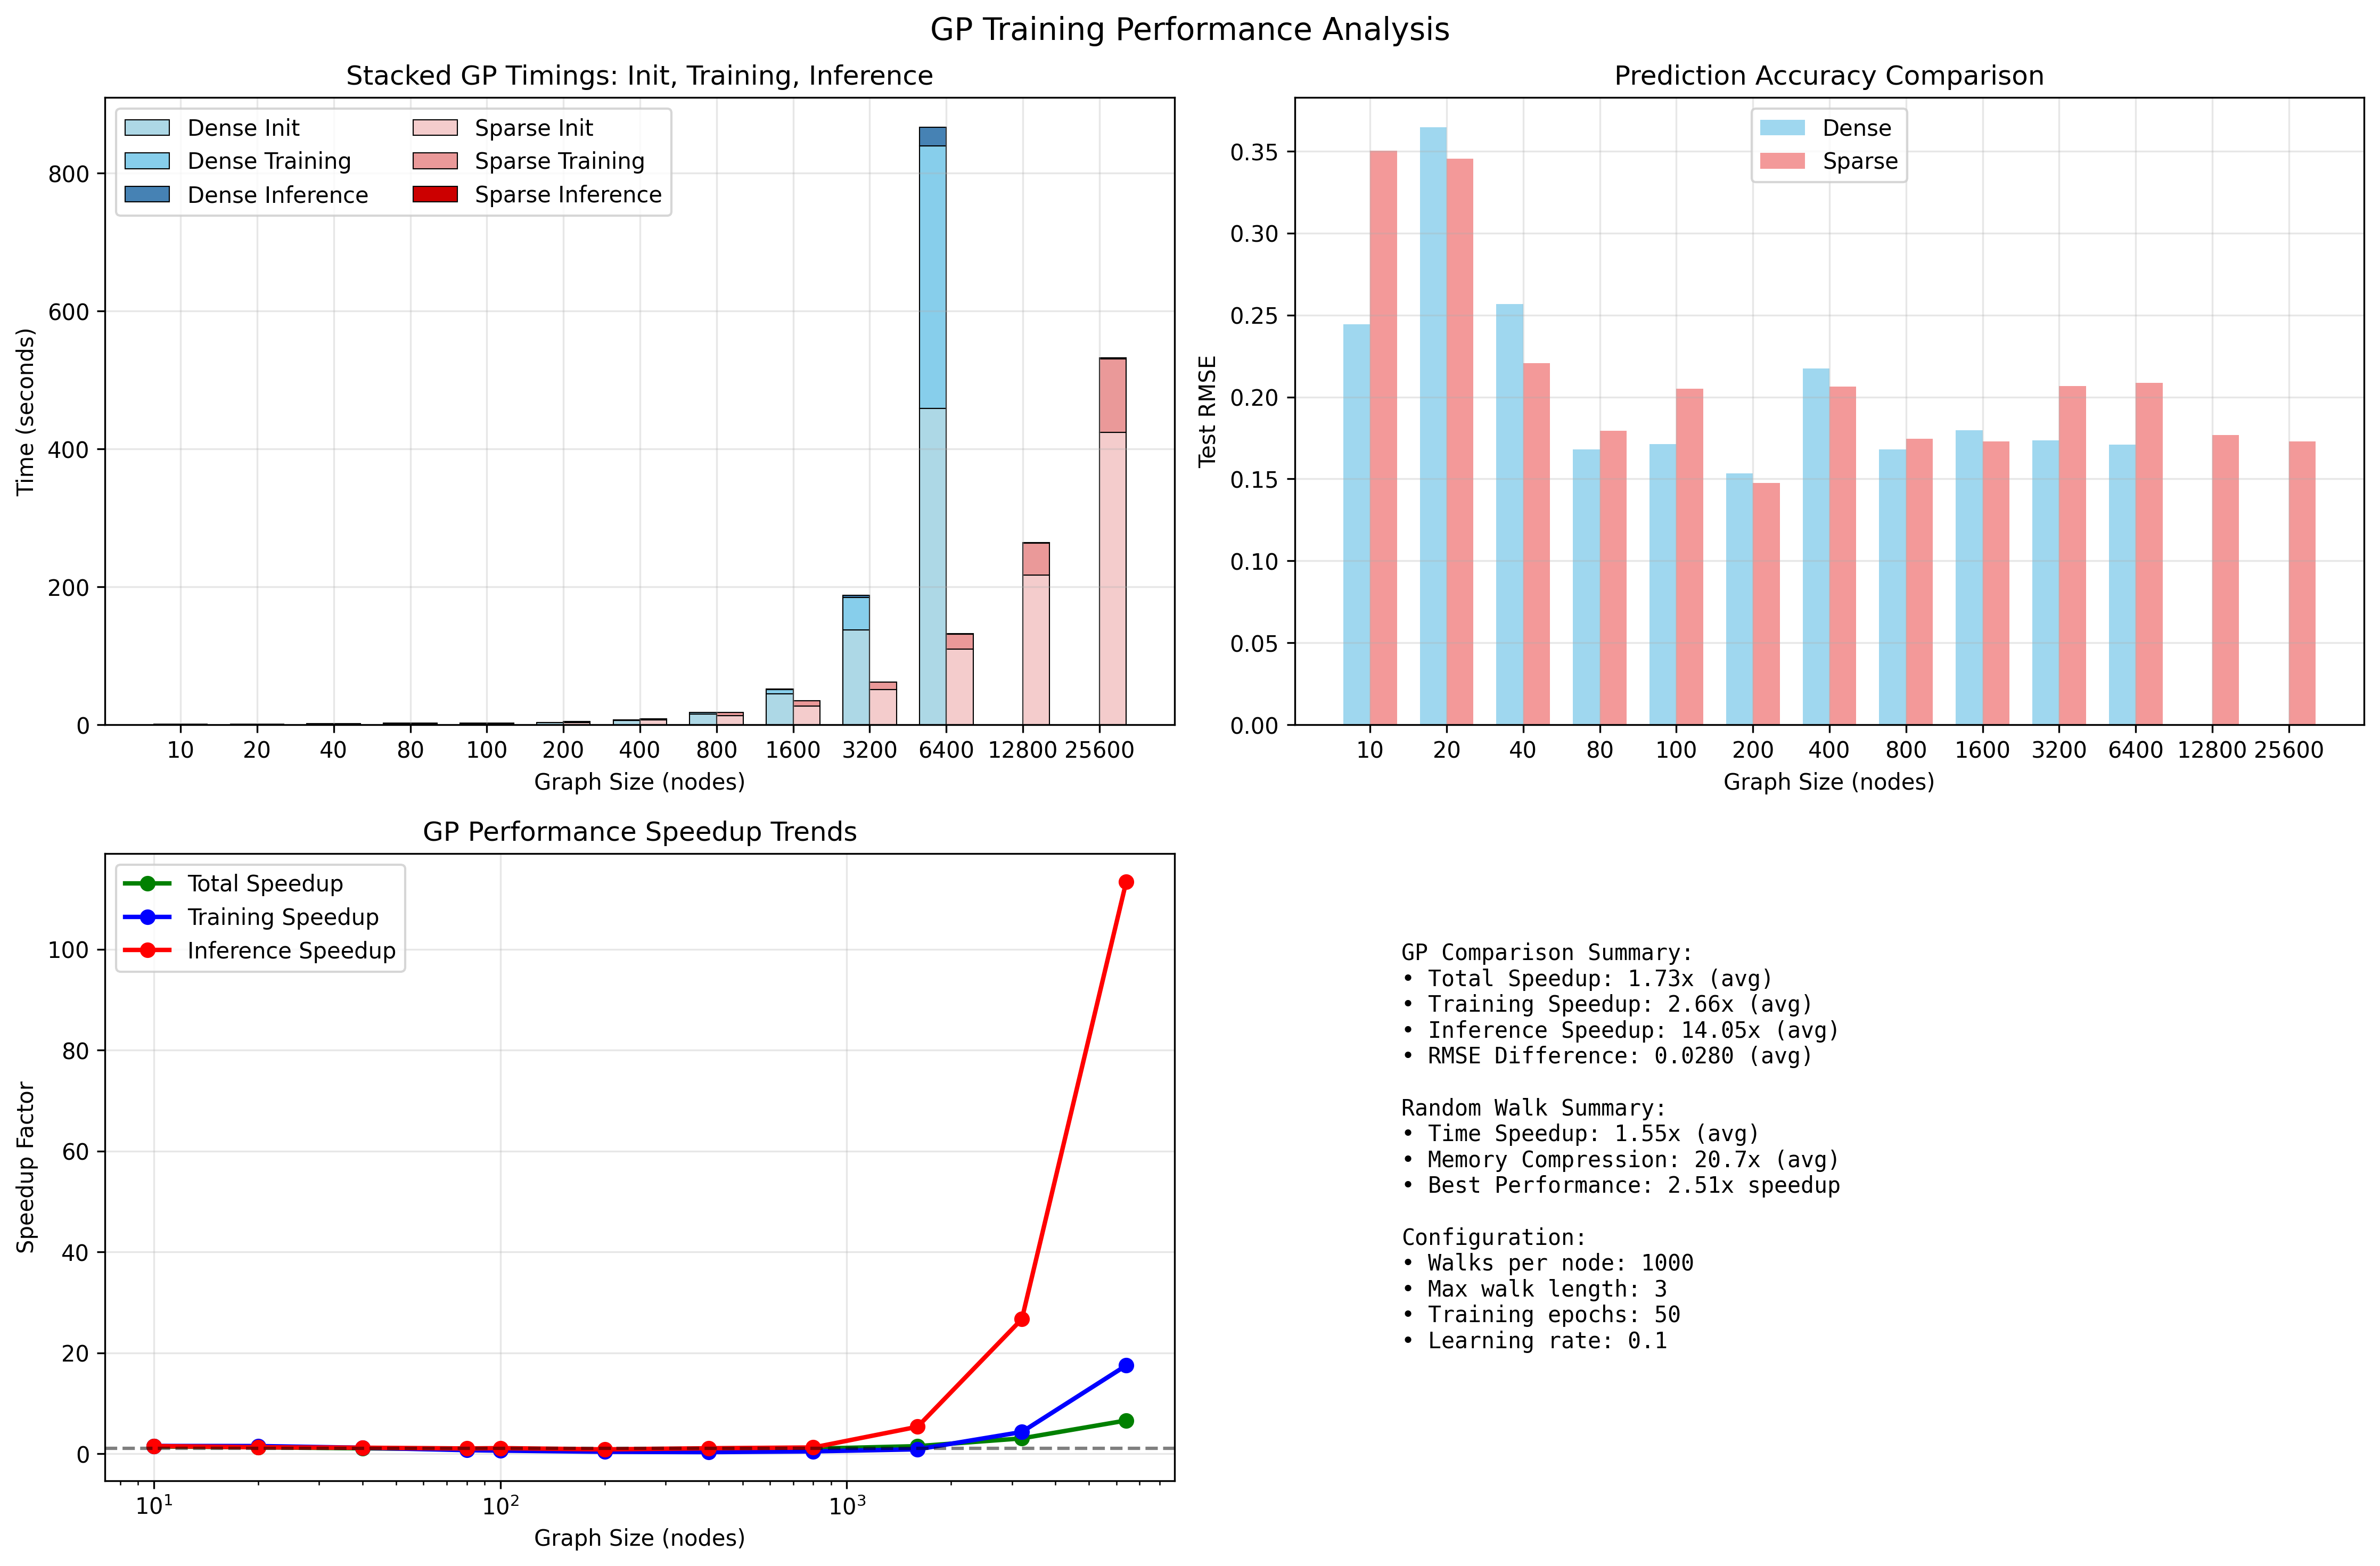 GP Training Performance Analysis
Stacked GP Timings: Init, Training, Inference
Dense Init
Dense Training
Dense Inference
Sparse Init
Sparse Training
Sparse Inference
Time (seconds)
800
600
400
200
0
10 20 40 80 100 200 400 800 1600 3200 6400 12800 25600
Graph Size (nodes)
Prediction Accuracy Comparison
Dense
Sparse
Test RMSE
0.35
0.30
0.25
0.20
0.15
0.10
0.05
0.00
10 20 40 80 100 200 400 800 1600 3200 6400 12800 25600
Graph Size (nodes)
GP Performance Speedup Trends
Total Speedup
Training Speedup
Inference Speedup
Speedup Factor
100
80
60
40
20
0
10¹ 10² 10³
Graph Size (nodes)
GP Comparison Summary:
• Total Speedup: 1.73x (avg)
• Training Speedup: 2.66x (avg)
• Inference Speedup: 14.05x (avg)
• RMSE Difference: 0.0280 (avg)
Random Walk Summary:
• Time Speedup: 1.55x (avg)
• Memory Compression: 20.7x (avg)
• Best Performance: 2.51x speedup
Configuration:
• Walks per node: 1000
• Max walk length: 3
• Training epochs: 50
• Learning rate: 0.1